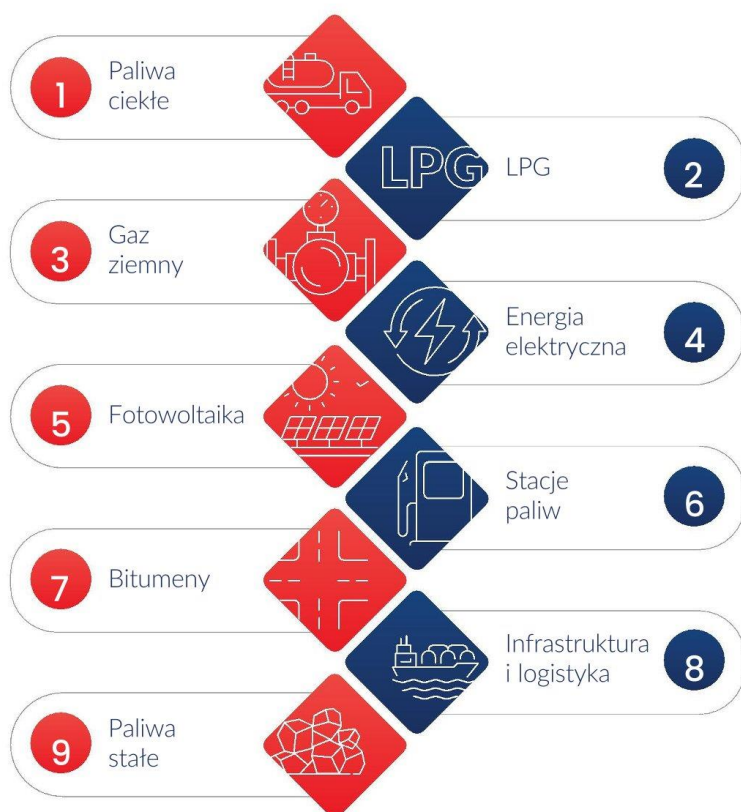 1
Paliwa
ciekłe
LPG
LPG
2
3
Gaz
ziemny
Energia
elektryczna
4
5
Fotowoltaika
Stacje
paliw
6
7
Bitumeny
Infrastruktura
i logistyka
8
9
Paliwa
stałe